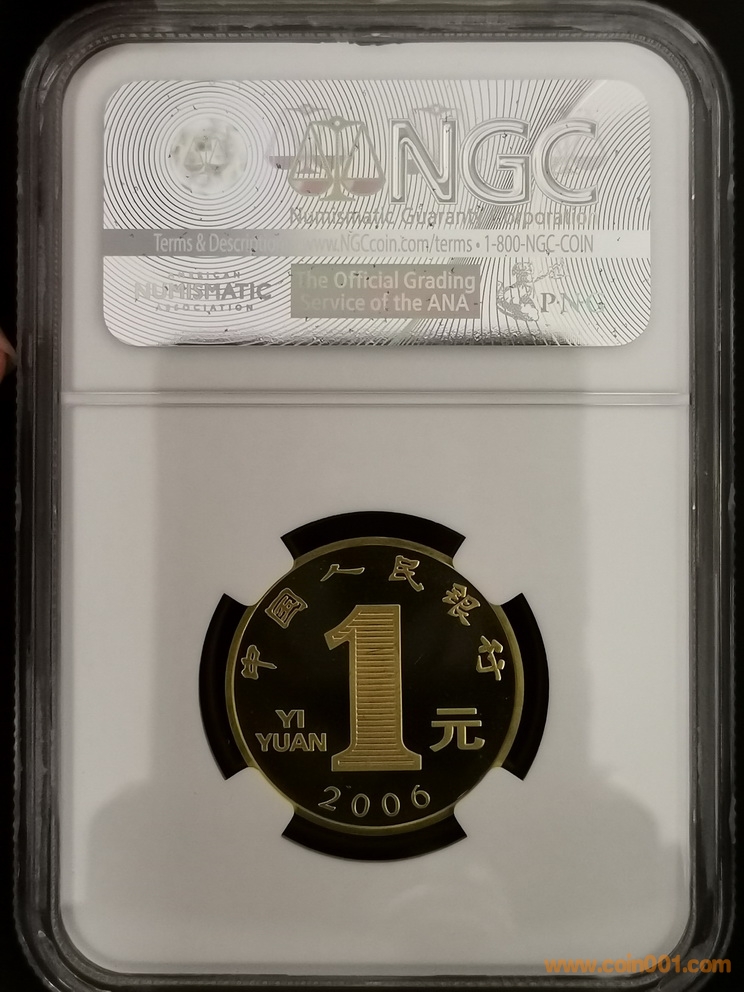 NGC
Numismatic Guaranty Corporation
Terms & Descriptions www.NGCcoin.com/terms • 1-800-NGC-COIN
AMERICAN
NUMISMATIC
ASSOCIATION
The Official Grading
Service of the ANA
P·N·G
中国人民银行
1
YI
YUAN
元
2006
www.coin001.com